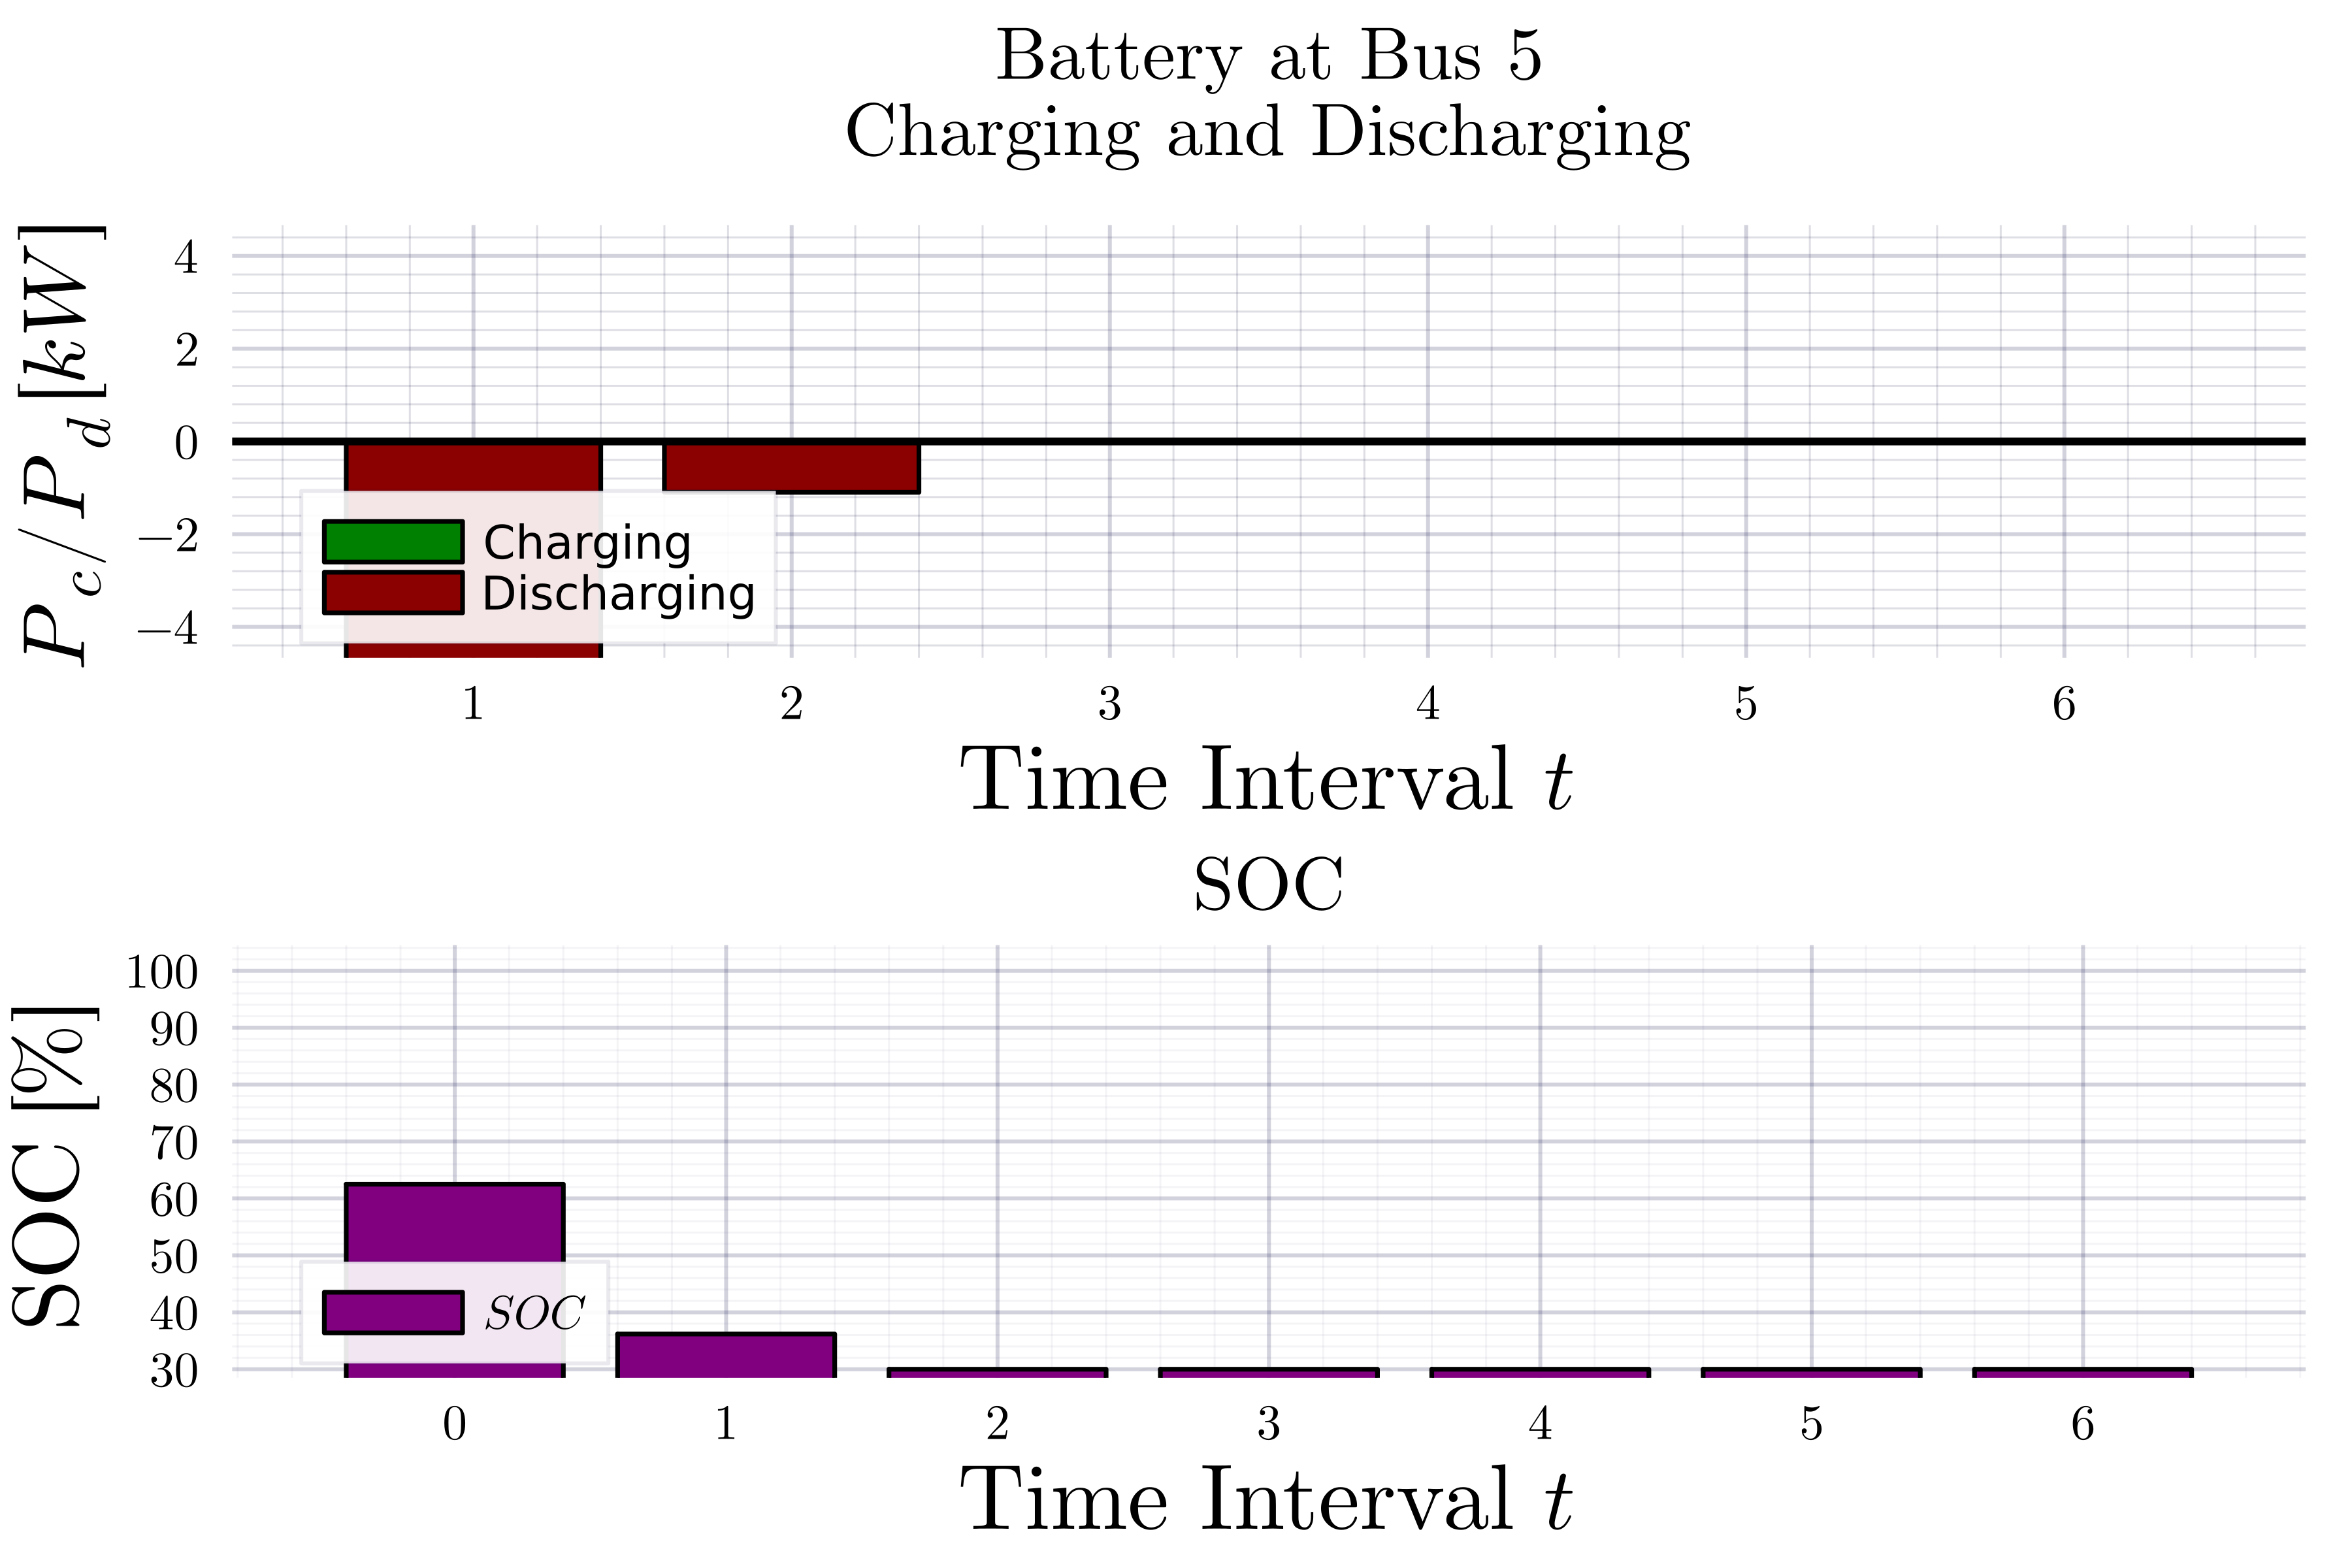 Battery at Bus 5
Charging and Discharging
P_c/P_d [kW]
4
2
0
−2
−4
Charging
Discharging
1 2 3 4 5 6
Time Interval t
SOC
SOC [%]
100
90
80
70
60
50
40
30
SOC
0 1 2 3 4 5 6
Time Interval t